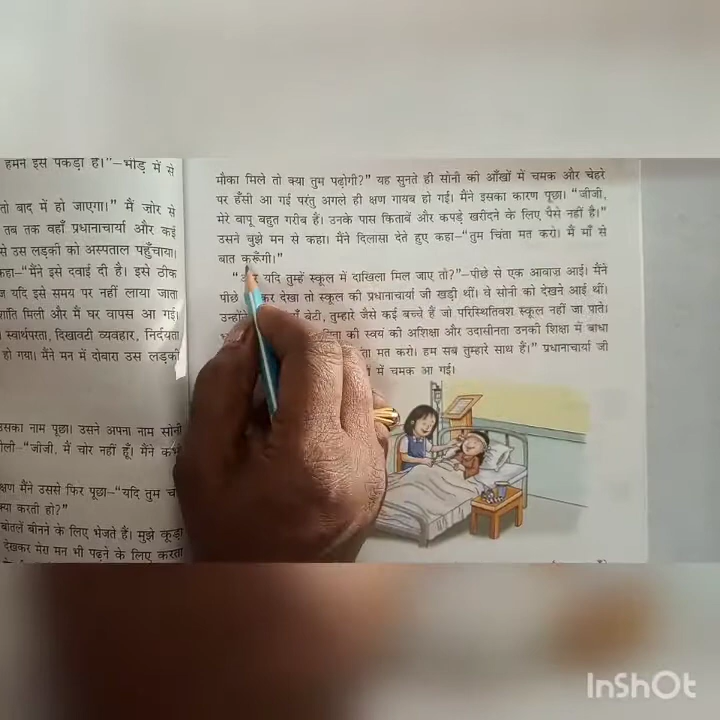 हमने इसे पकड़ा है।"–भीड़ में से
तो बाद में हो जाएगा।" मैं जोर से
तब तक वहाँ प्रधानाचार्या और कई
से उस लड़की को अस्पताल पहुँचाया।
कहा–"मैंने इसे दवाई दी है। इसे ठीक
यदि इसे समय पर नहीं लाया जाता
शांति मिली और मैं घर वापस आ गई।
स्वार्थपरता, दिखावटी व्यवहार, निर्दयता
हो गया। मैंने मन में दोबारा उस लड़की
उसका नाम पूछा। उसने अपना नाम सोनी
"जीजी, मैं चोर नहीं हूँ। मैंने
क्षण मैंने उससे फिर पूछा–"यदि तुम
क्या करती हो?"
बोतलें बीनने के लिए भेजते हैं। मुझे कूड़ा
देखकर मेरा मन भी पढ़ने के लिए करता
मौका मिले तो क्या तुम पढ़ोगी?" यह सुनते ही सोनी की आँखों में चमक और चेहरे
पर हँसी आ गई परंतु अगले ही क्षण गायब हो गई। मैंने इसका कारण पूछा। "जीजी,
मेरे बापू बहुत गरीब हैं। उनके पास किताबें और कपड़े खरीदने के लिए पैसे नहीं है।"
उसने बुझे मन से कहा। मैंने दिलासा देते हुए कहा–"तुम चिंता मत करो। मैं माँ से
बात करूँगी।"
यदि तुम्हें स्कूल में दाखिला मिल जाए तो?"–पीछे से एक आवाज़ आई। मैंने
पीछे कर देखा तो स्कूल की प्रधानाचार्या जी खड़ी थीं। वे सोनी को देखने आई थीं।
उन्होंने बेटी, तुम्हारे जैसे कई बच्चे हैं जो परिस्थितिवश स्कूल नहीं जा पाते।
की स्वयं की अशिक्षा और उदासीनता उनकी शिक्षा में बाधा
मत करो। हम सब तुम्हारे साथ हैं।" प्रधानाचार्या जी
में चमक आ गई।
InShOt